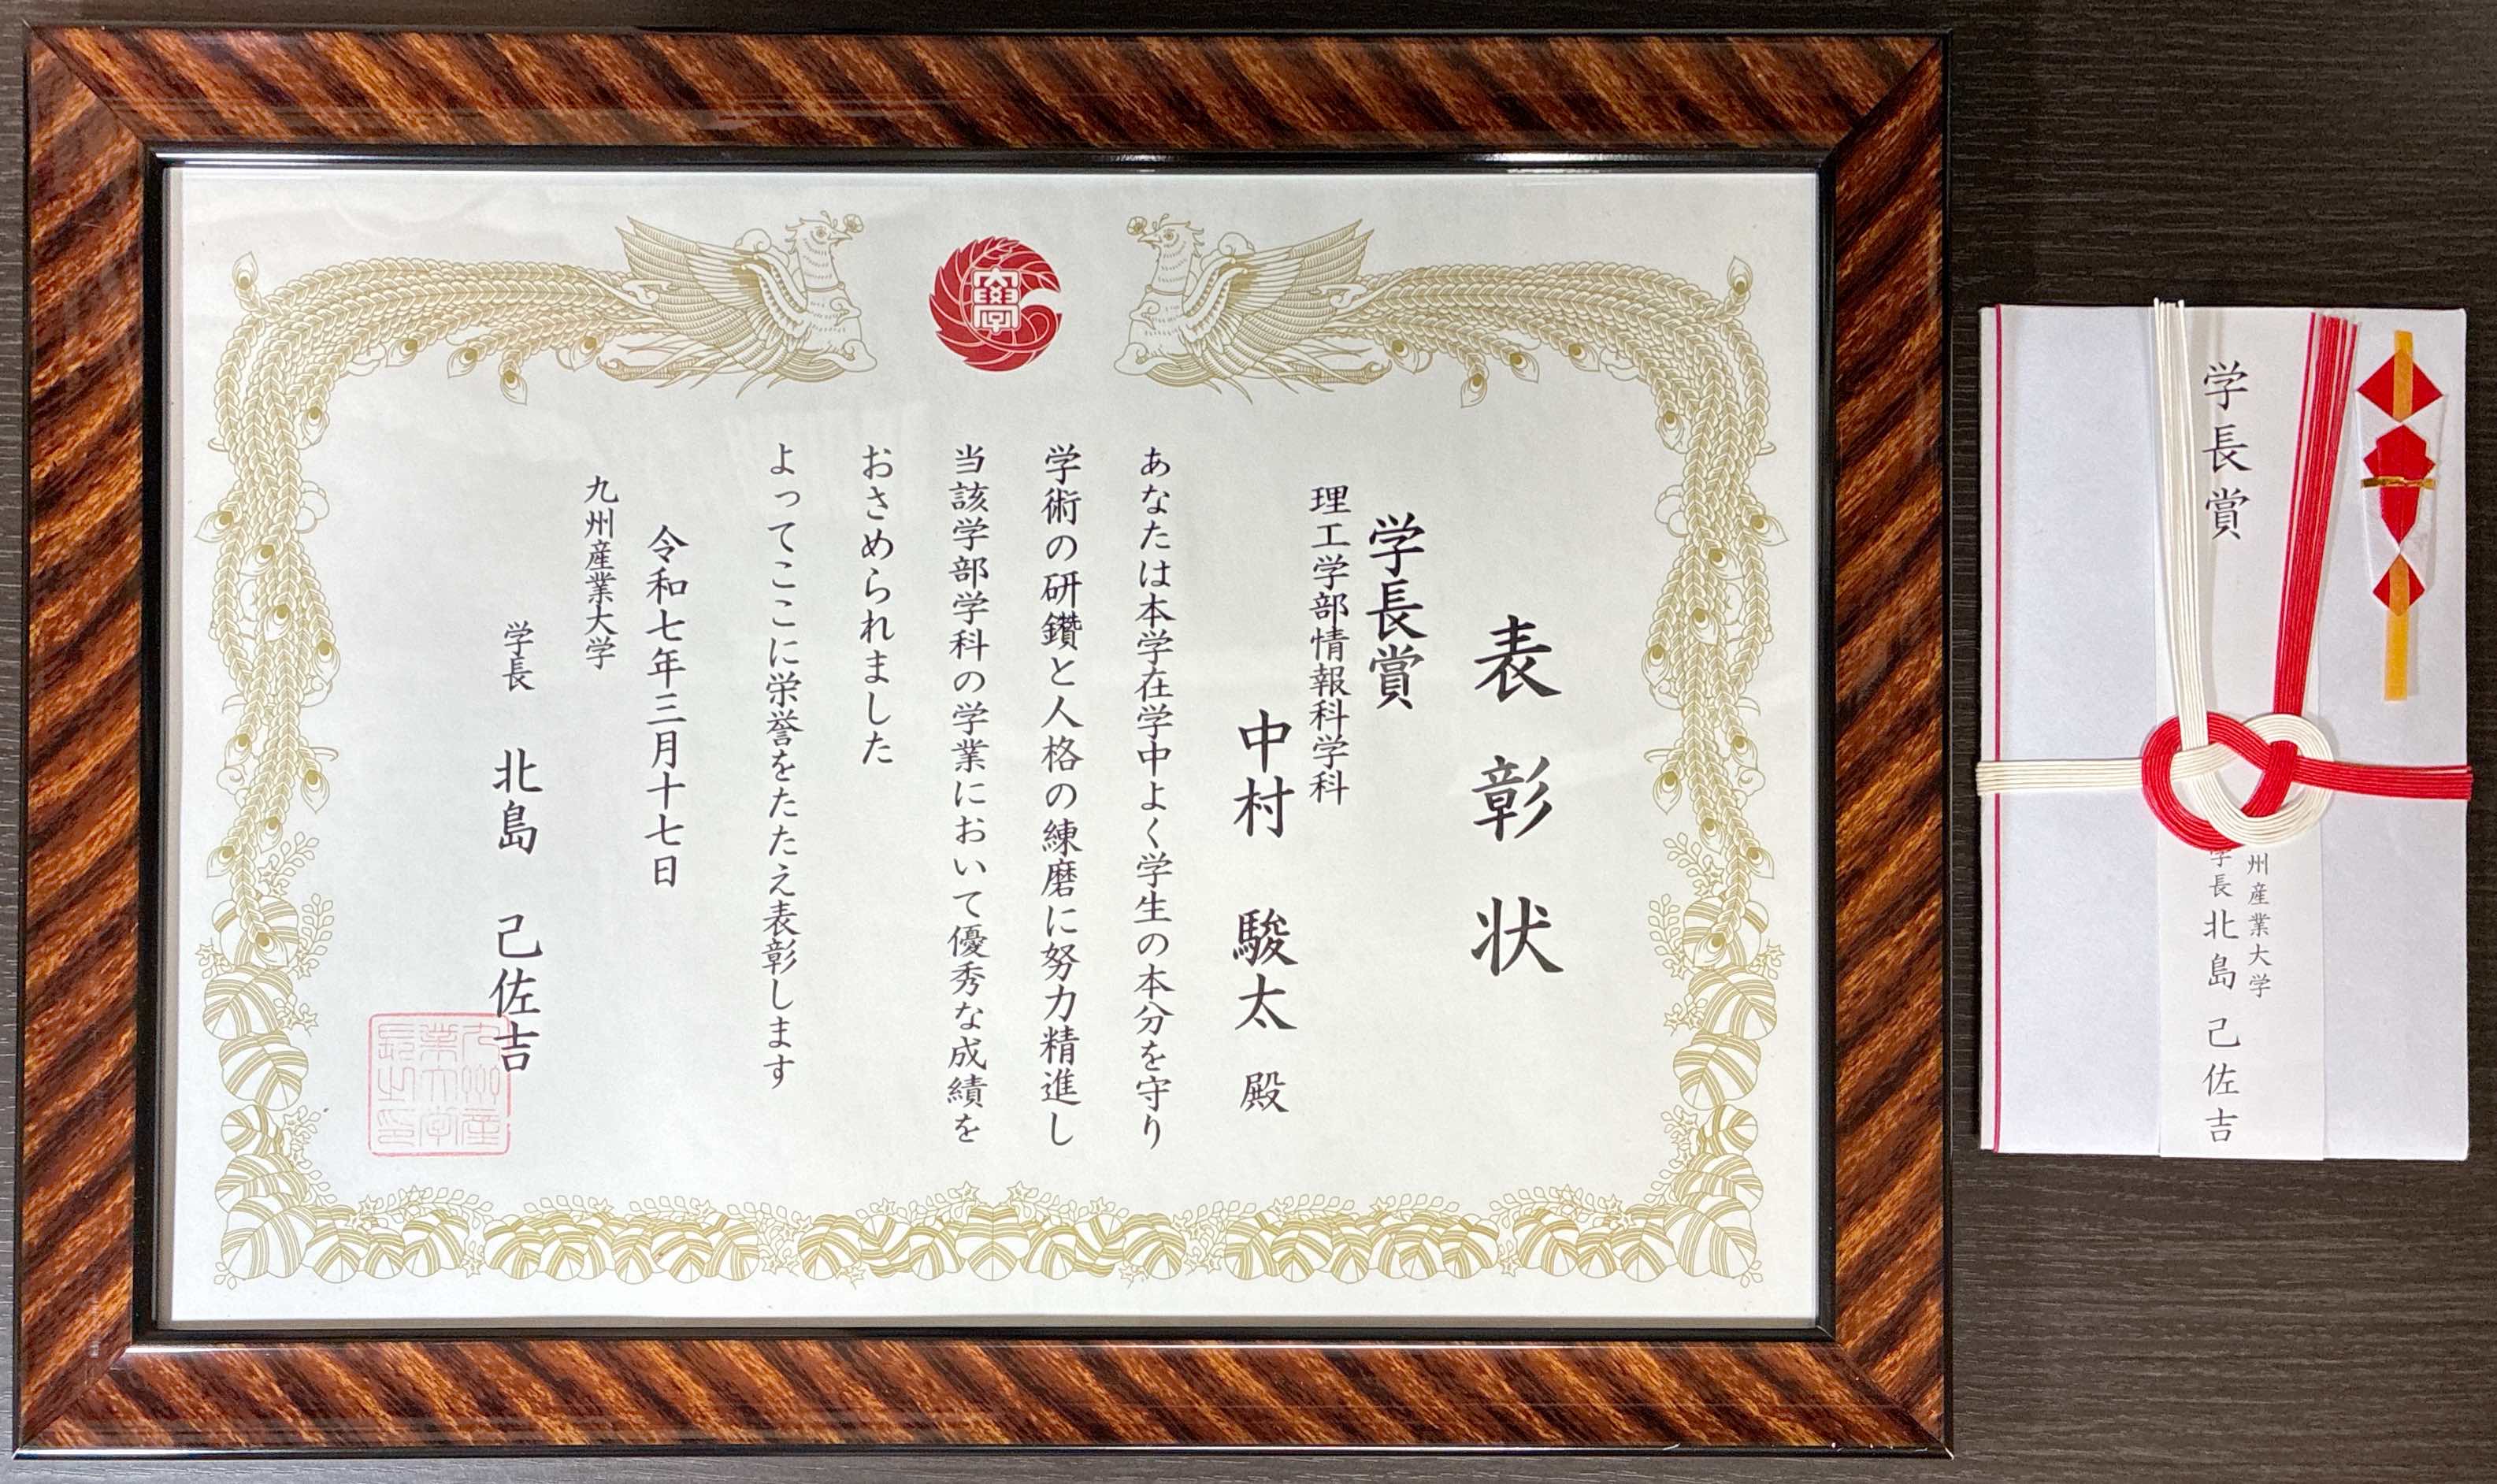 表彰状
学長賞
理工学部情報科学科
中村 駿太 殿
あなたは本学在学中よく学生の本分を守り
学術の研鑽と人格の練磨に努力精進し
当該学部学科の学業において優秀な成績を
おさめられました
よってここに栄誉をたたえ表彰します
令和七年三月十七日
九州産業大学
学長 北島 己佐吉
九州産業大学長之印
大學
学長賞
州産業大学
学長 北島 己佐吉